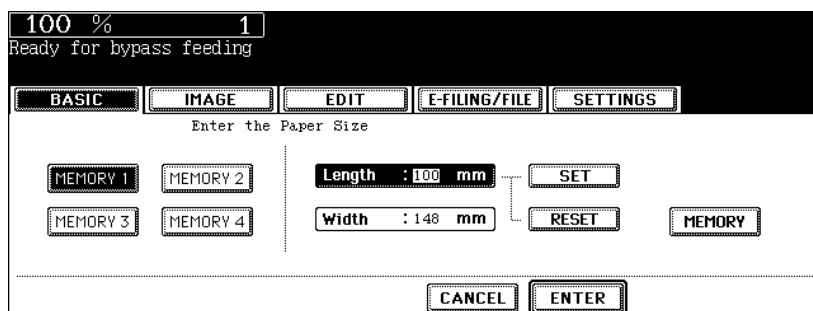 100 % 1
Ready for bypass feeding
BASIC IMAGE EDIT E-FILING/FILE SETTINGS
Enter the Paper Size
MEMORY 1 MEMORY 2 Length :100 mm SET
MEMORY 3 MEMORY 4 Width :148 mm RESET MEMORY
CANCEL ENTER